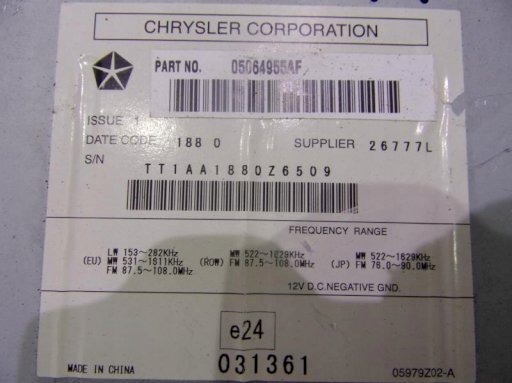 CHRYSLER CORPORATION
PART NO. 05064955AF
ISSUE 1
DATE CODE 188 0 SUPPLIER 26777L
S/N
TT1AA1880Z6509
FREQUENCY RANGE
LW 153~282KHz MW 522~1629KHz MW 522~1629KHz
(EU) MW 531~1611KHz (ROW) FM 87.5~108.0MHz (JP) FM 76.0~90.0MHz
FM 87.5~108.0MHz
12V D.C.NEGATIVE GND.
e24
031361
MADE IN CHINA 05979Z02-A